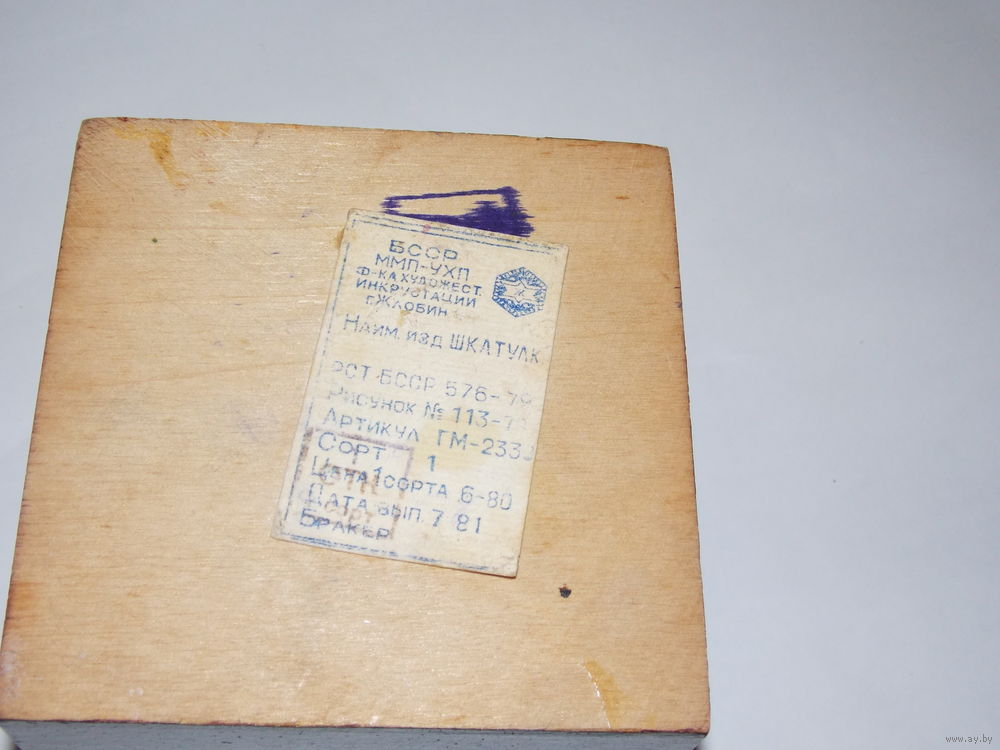 БССР
ММП-УХП
Ф-КА ХУДОЖЕСТ.
ИНКРУСТАЦИИ
г.ЖЛОБИН
НАИМ. ИЗД ШКАТУЛК
РСТ БССР 576-79
РИСУНОК № 113-
АРТИКУЛ ГМ-233
СОРТ 1
ЦЕНА 1 СОРТА 6-80
ДАТА ВЫП. 7 81
БРАКЕР
www.ay.by